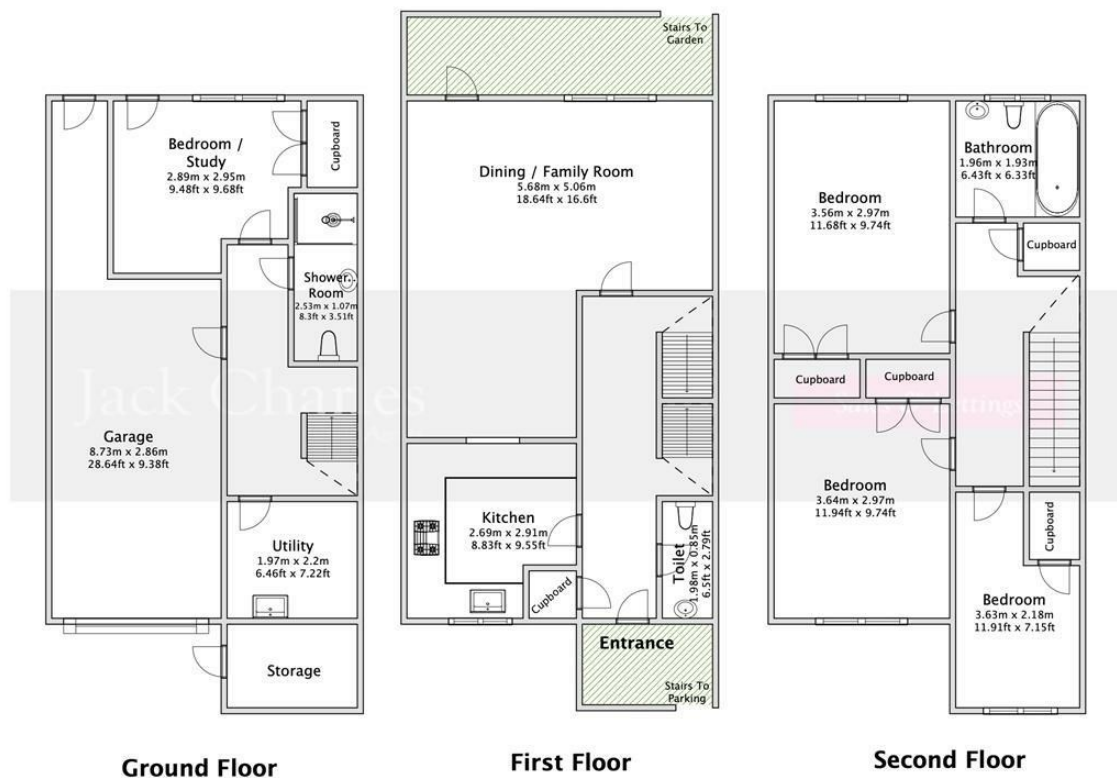 Stairs To
Garden
Bedroom /
Study
2.89m x 2.95m
9.48ft x 9.68ft
Cupboard
Shower..
Room
2.53m x 1.07m
8.3ft x 3.51ft
Garage
8.73m x 2.86m
28.64ft x 9.38ft
Utility
1.97m x 2.2m
6.46ft x 7.22ft
Storage
Ground Floor
Dining / Family Room
5.68m x 5.06m
18.64ft x 16.6ft
Kitchen
2.69m x 2.91m
8.83ft x 9.55ft
Cupboard
Toilet
1.98m x 0.85m
6.5ft x 2.79ft
Entrance
Stairs To
Parking
First Floor
Bedroom
3.56m x 2.97m
11.68ft x 9.74ft
Bathroom
1.96m x 1.93m
6.43ft x 6.33ft
Cupboard
Cupboard
Cupboard
Bedroom
3.64m x 2.97m
11.94ft x 9.74ft
Cupboard
Bedroom
3.63m x 2.18m
11.91ft x 7.15ft
Second Floor
Jack Charles